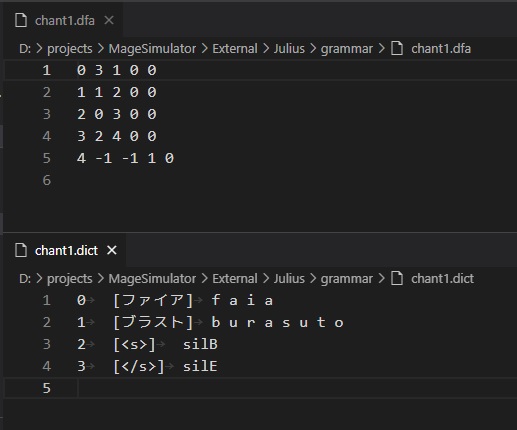 chant1.dfa ×
D: > projects > MageSimulator > External > Julius > grammar > chant1.dfa
1 0 3 1 0 0
2 1 1 2 0 0
3 2 0 3 0 0
4 3 2 4 0 0
5 4 -1 -1 1 0
6
chant1.dict ×
D: > projects > MageSimulator > External > Julius > grammar > chant1.dict
1 0→ [ファイア]→ f a i a
2 1→ [ブラスト]→ b u r a s u t o
3 2→ [<s>]→ silB
4 3→ [</s>]→ silE
5